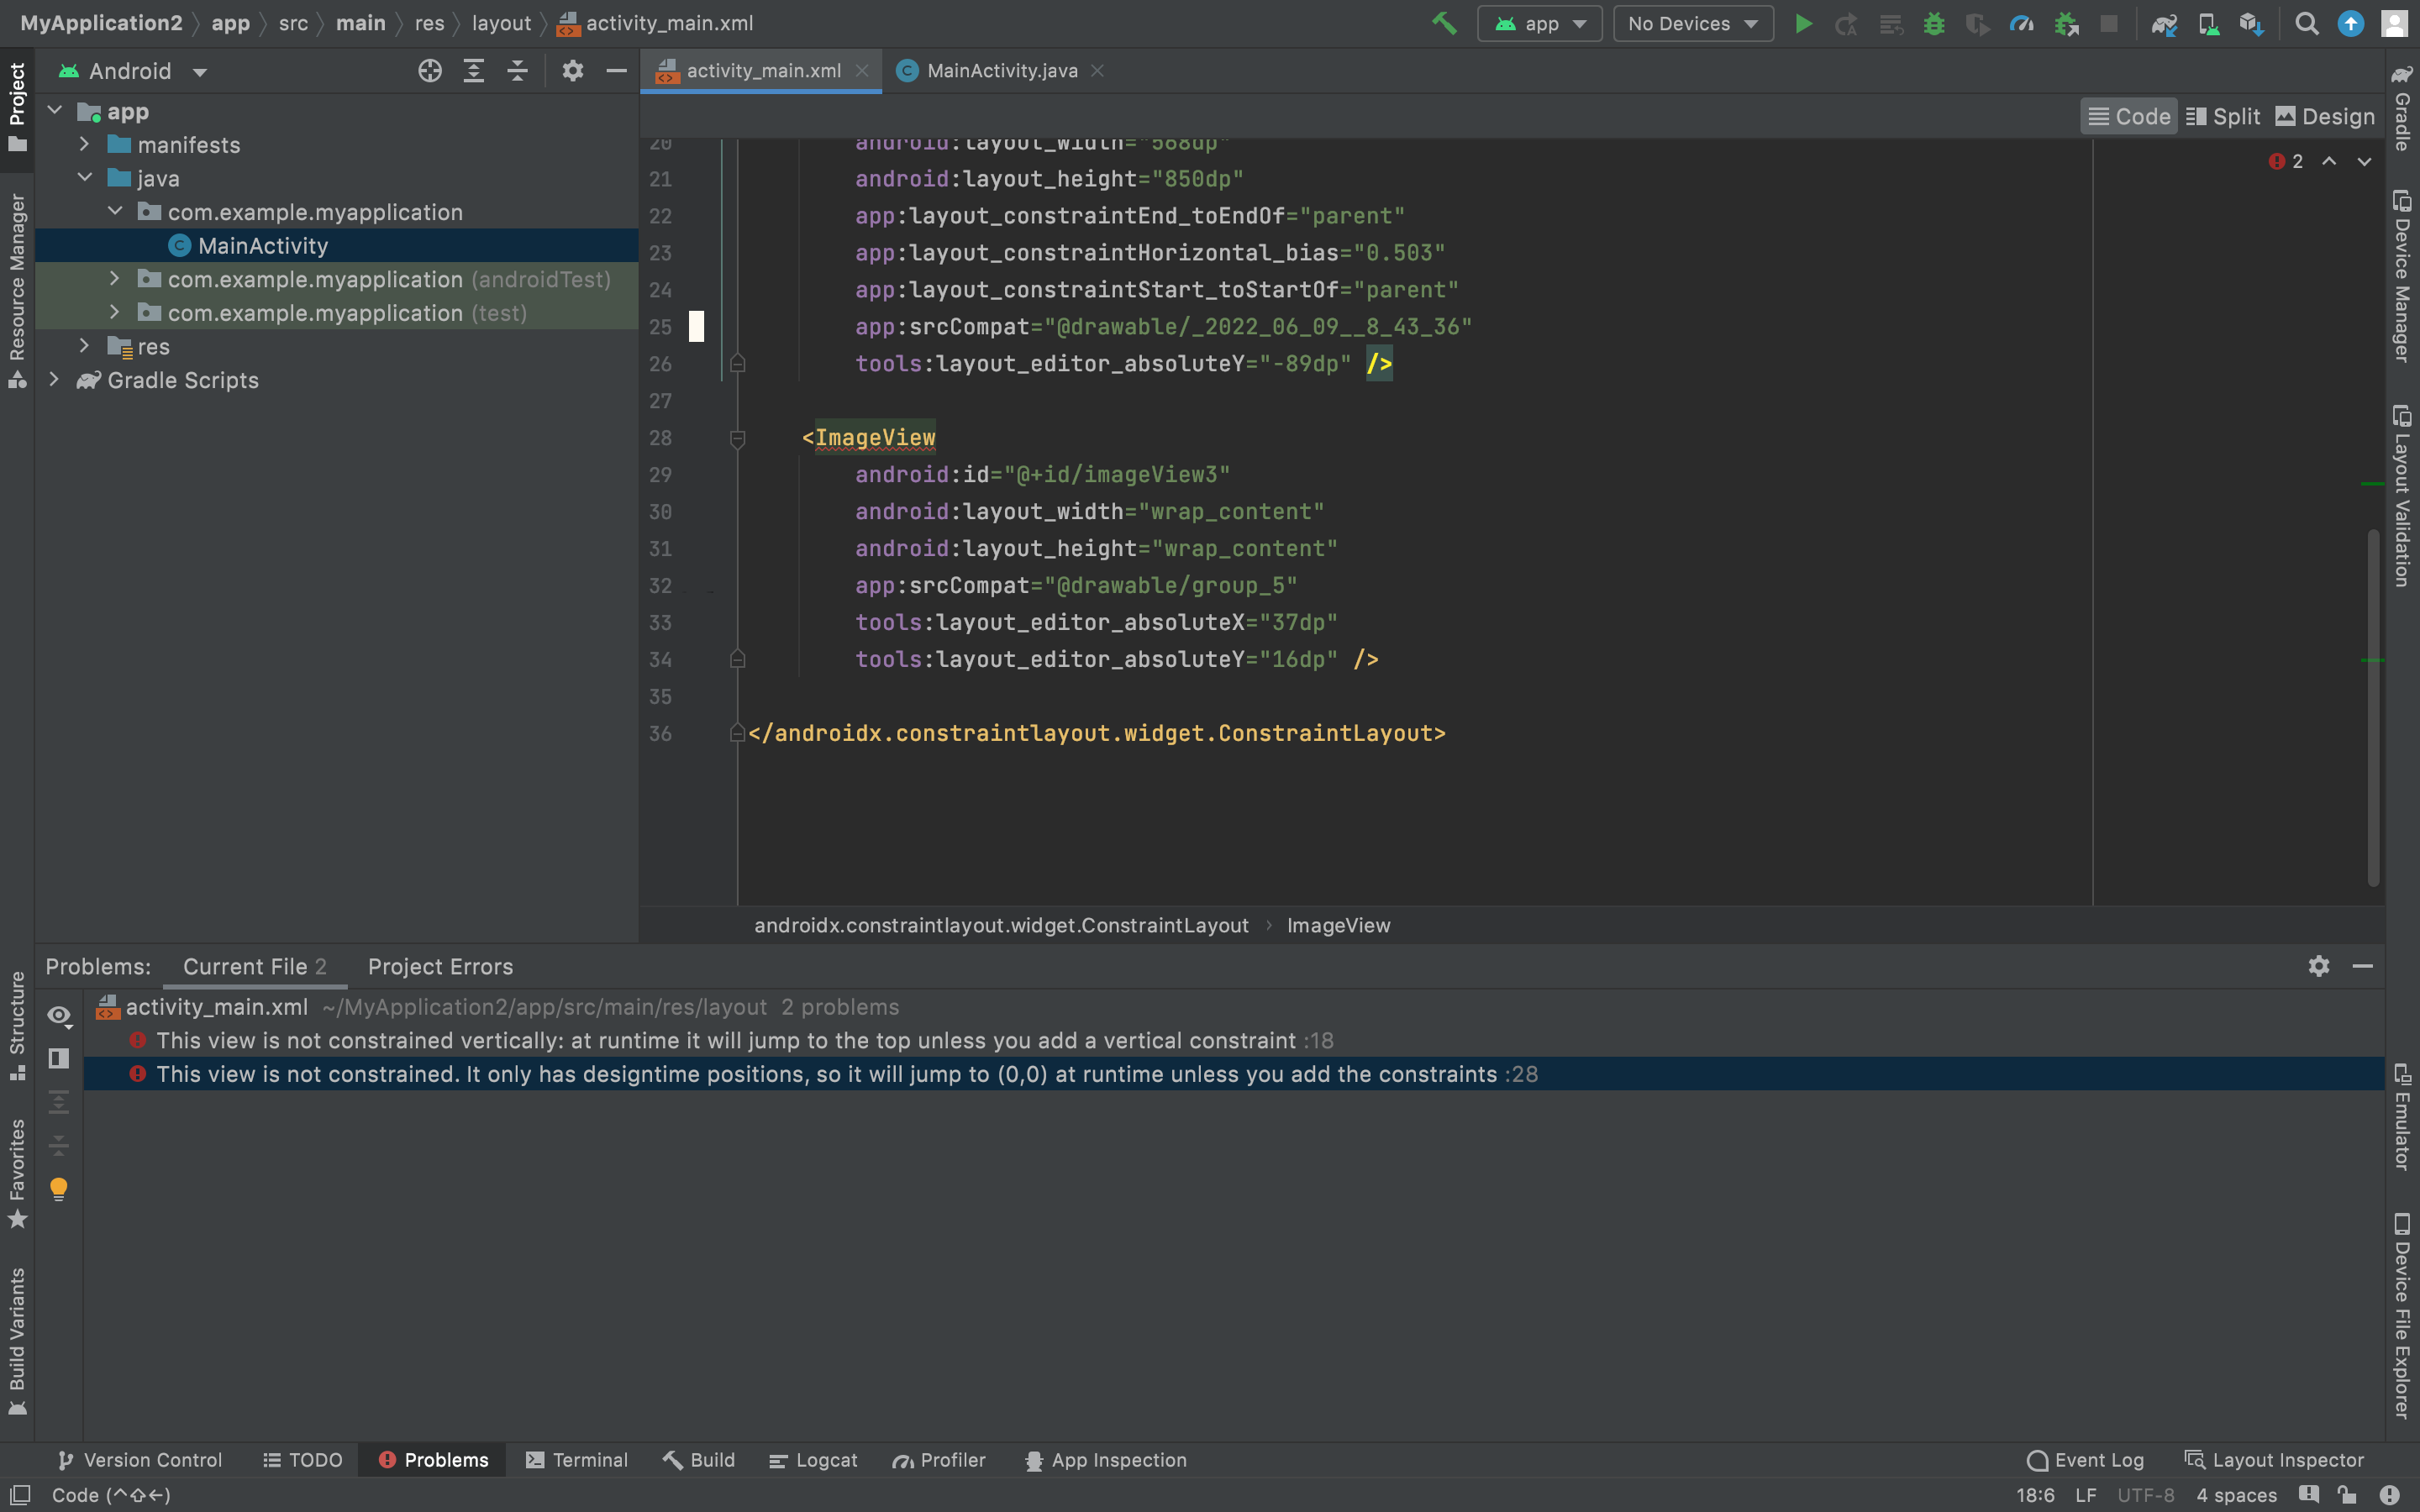 MyApplication2 app src main res layout activity_main.xml
app
No Devices
Android
activity_main.xml
MainActivity.java
Code
Split
Design
Project
Resource Manager
Structure
Favorites
Build Variants
app
manifests
java
com.example.myapplication
MainActivity
com.example.myapplication (androidTest)
com.example.myapplication (test)
res
Gradle Scripts
2
20 android:layout_width="568dp"
21 android:layout_height="850dp"
22 app:layout_constraintEnd_toEndOf="parent"
23 app:layout_constraintHorizontal_bias="0.503"
24 app:layout_constraintStart_toStartOf="parent"
25 app:srcCompat="@drawable/_2022_06_09__8_43_36"
26 tools:layout_editor_absoluteY="-89dp" />
27
28 <ImageView
29 android:id="@+id/imageView3"
30 android:layout_width="wrap_content"
31 android:layout_height="wrap_content"
32 app:srcCompat="@drawable/group_5"
33 tools:layout_editor_absoluteX="37dp"
34 tools:layout_editor_absoluteY="16dp" />
35
36 </androidx.constraintlayout.widget.ConstraintLayout>
androidx.constraintlayout.widget.ConstraintLayout ImageView
Gradle
Device Manager
Layout Validation
Emulator
Device File Explorer
Problems: Current File 2 Project Errors
activity_main.xml ~/MyApplication2/app/src/main/res/layout 2 problems
This view is not constrained vertically: at runtime it will jump to the top unless you add a vertical constraint :18
This view is not constrained. It only has designtime positions, so it will jump to (0,0) at runtime unless you add the constraints :28
Version Control TODO Problems Terminal Build Logcat Profiler App Inspection Event Log Layout Inspector
Code (^⇧←) 18:6 LF UTF-8 4 spaces